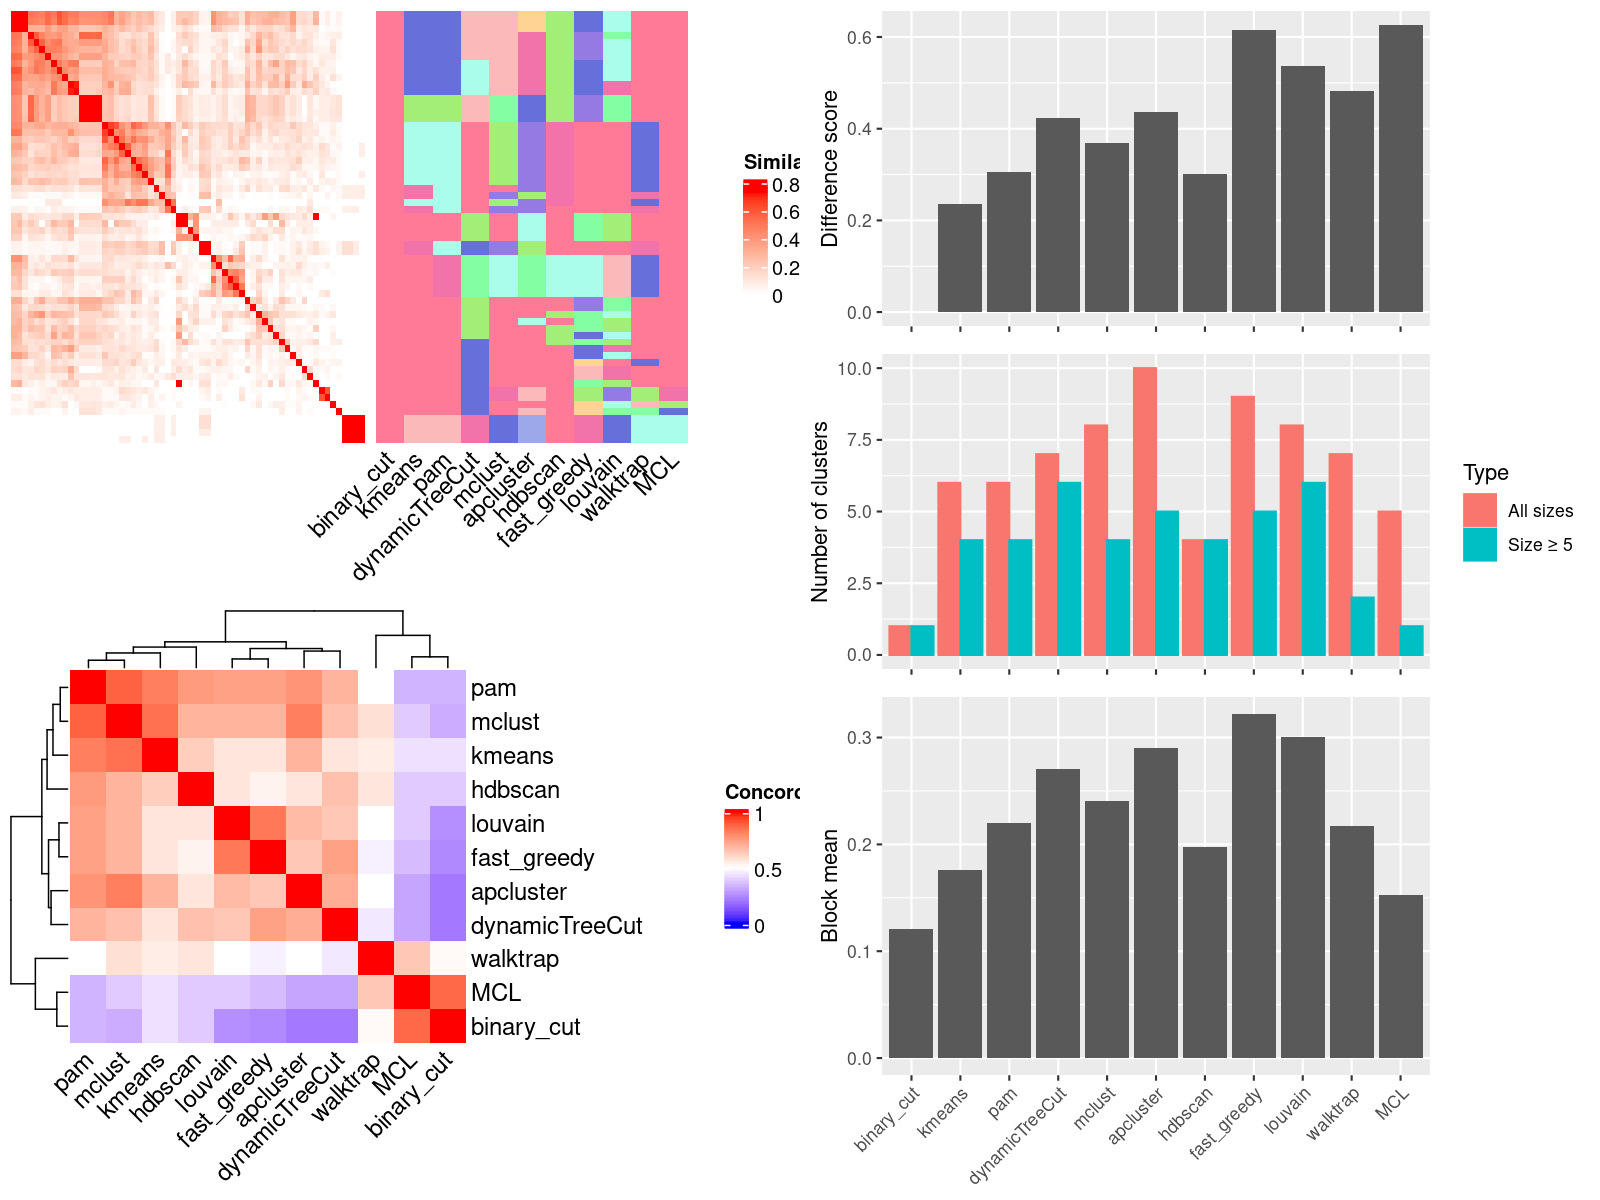 Simila
0.8
0.6
0.4
0.2
0
binary_cut
kmeans
pam
dynamicTreeCut
mclust
apcluster
hdbscan
fast_greedy
louvain
walktrap
MCL
Difference score
0.6
0.4
0.2
0.0
Number of clusters
10.0
7.5
5.0
2.5
0.0
Type
All sizes
Size ≥ 5
Block mean
0.3
0.2
0.1
0.0
binary_cut
kmeans
pam
dynamicTreeCut
mclust
apcluster
hdbscan
fast_greedy
louvain
walktrap
MCL
pam
mclust
kmeans
hdbscan
louvain
fast_greedy
apcluster
dynamicTreeCut
walktrap
MCL
binary_cut
Concord
1
0.5
0
pam
mclust
kmeans
hdbscan
louvain
fast_greedy
apcluster
dynamicTreeCut
walktrap
MCL
binary_cut